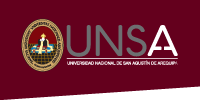 UNSA
UNIVERSIDAD NACIONAL DE SAN AGUSTÍN DE AREQUIPA